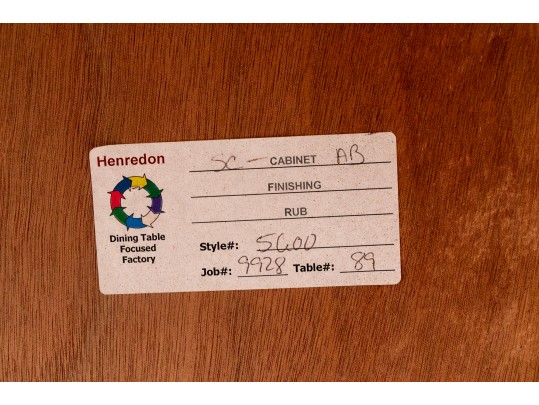 Henredon
SC - CABINET AB
FINISHING
RUB
Dining Table
Focused
Factory
Style#: 5600
Job#: 9928 Table#: 89